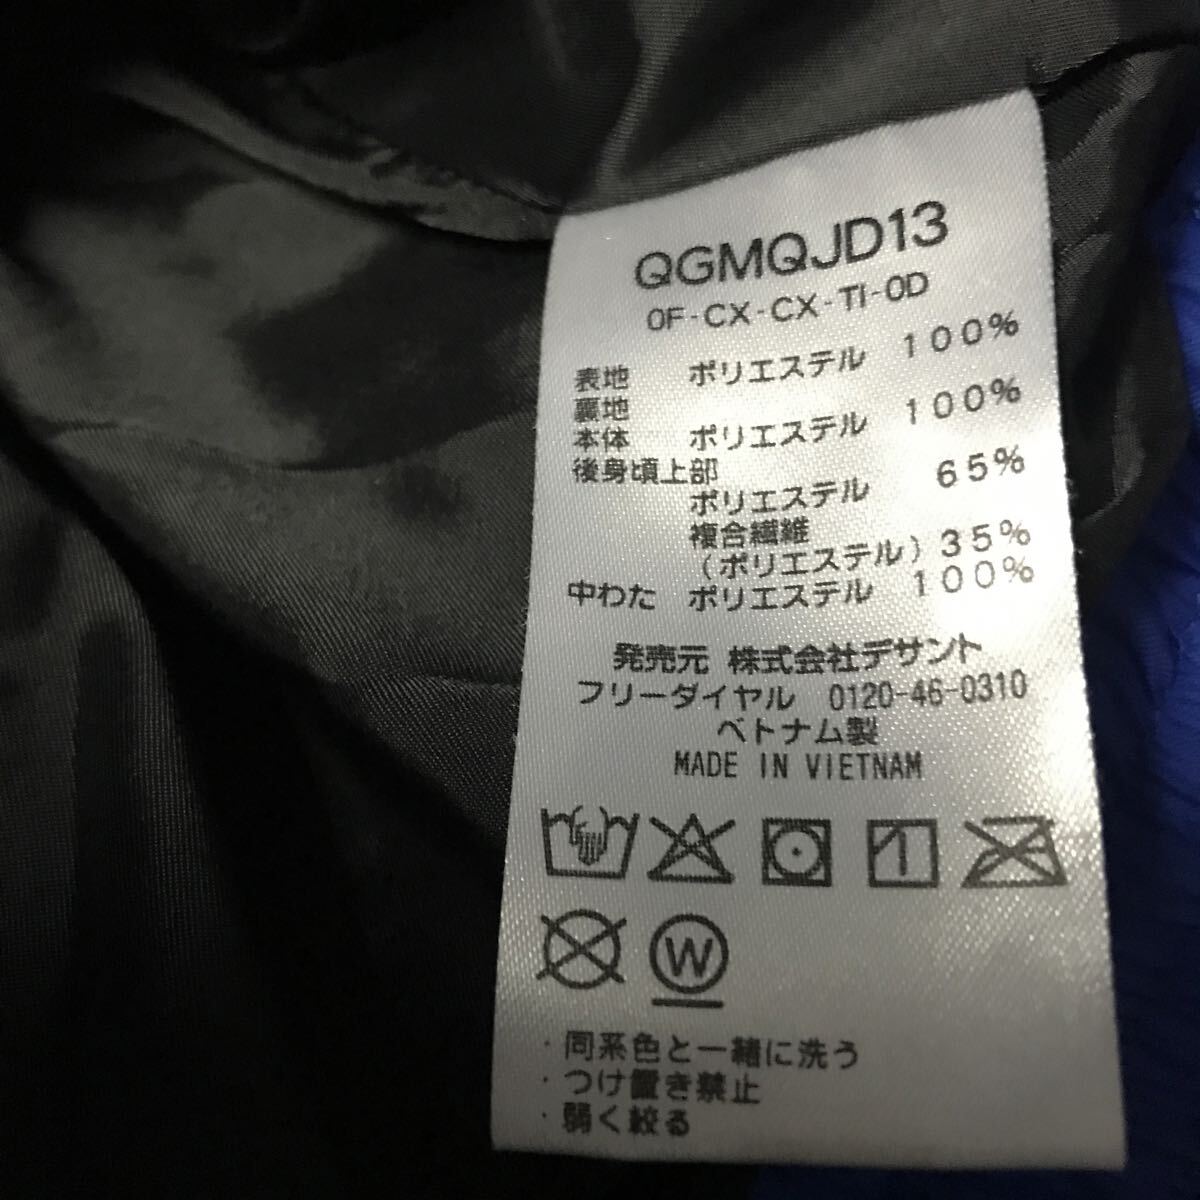 QGMQJD13
0F-CX-CX-TI-0D
表地 ポリエステル 100%
裏地
本体 ポリエステル 100%
後身頃上部
ポリエステル 65%
複合繊維
(ポリエステル) 35%
中わた ポリエステル 100%
発売元 株式会社デサント
フリーダイヤル 0120-46-0310
ベトナム製
MADE IN VIETNAM
W
・同系色と一緒に洗う
・つけ置き禁止
・弱く絞る